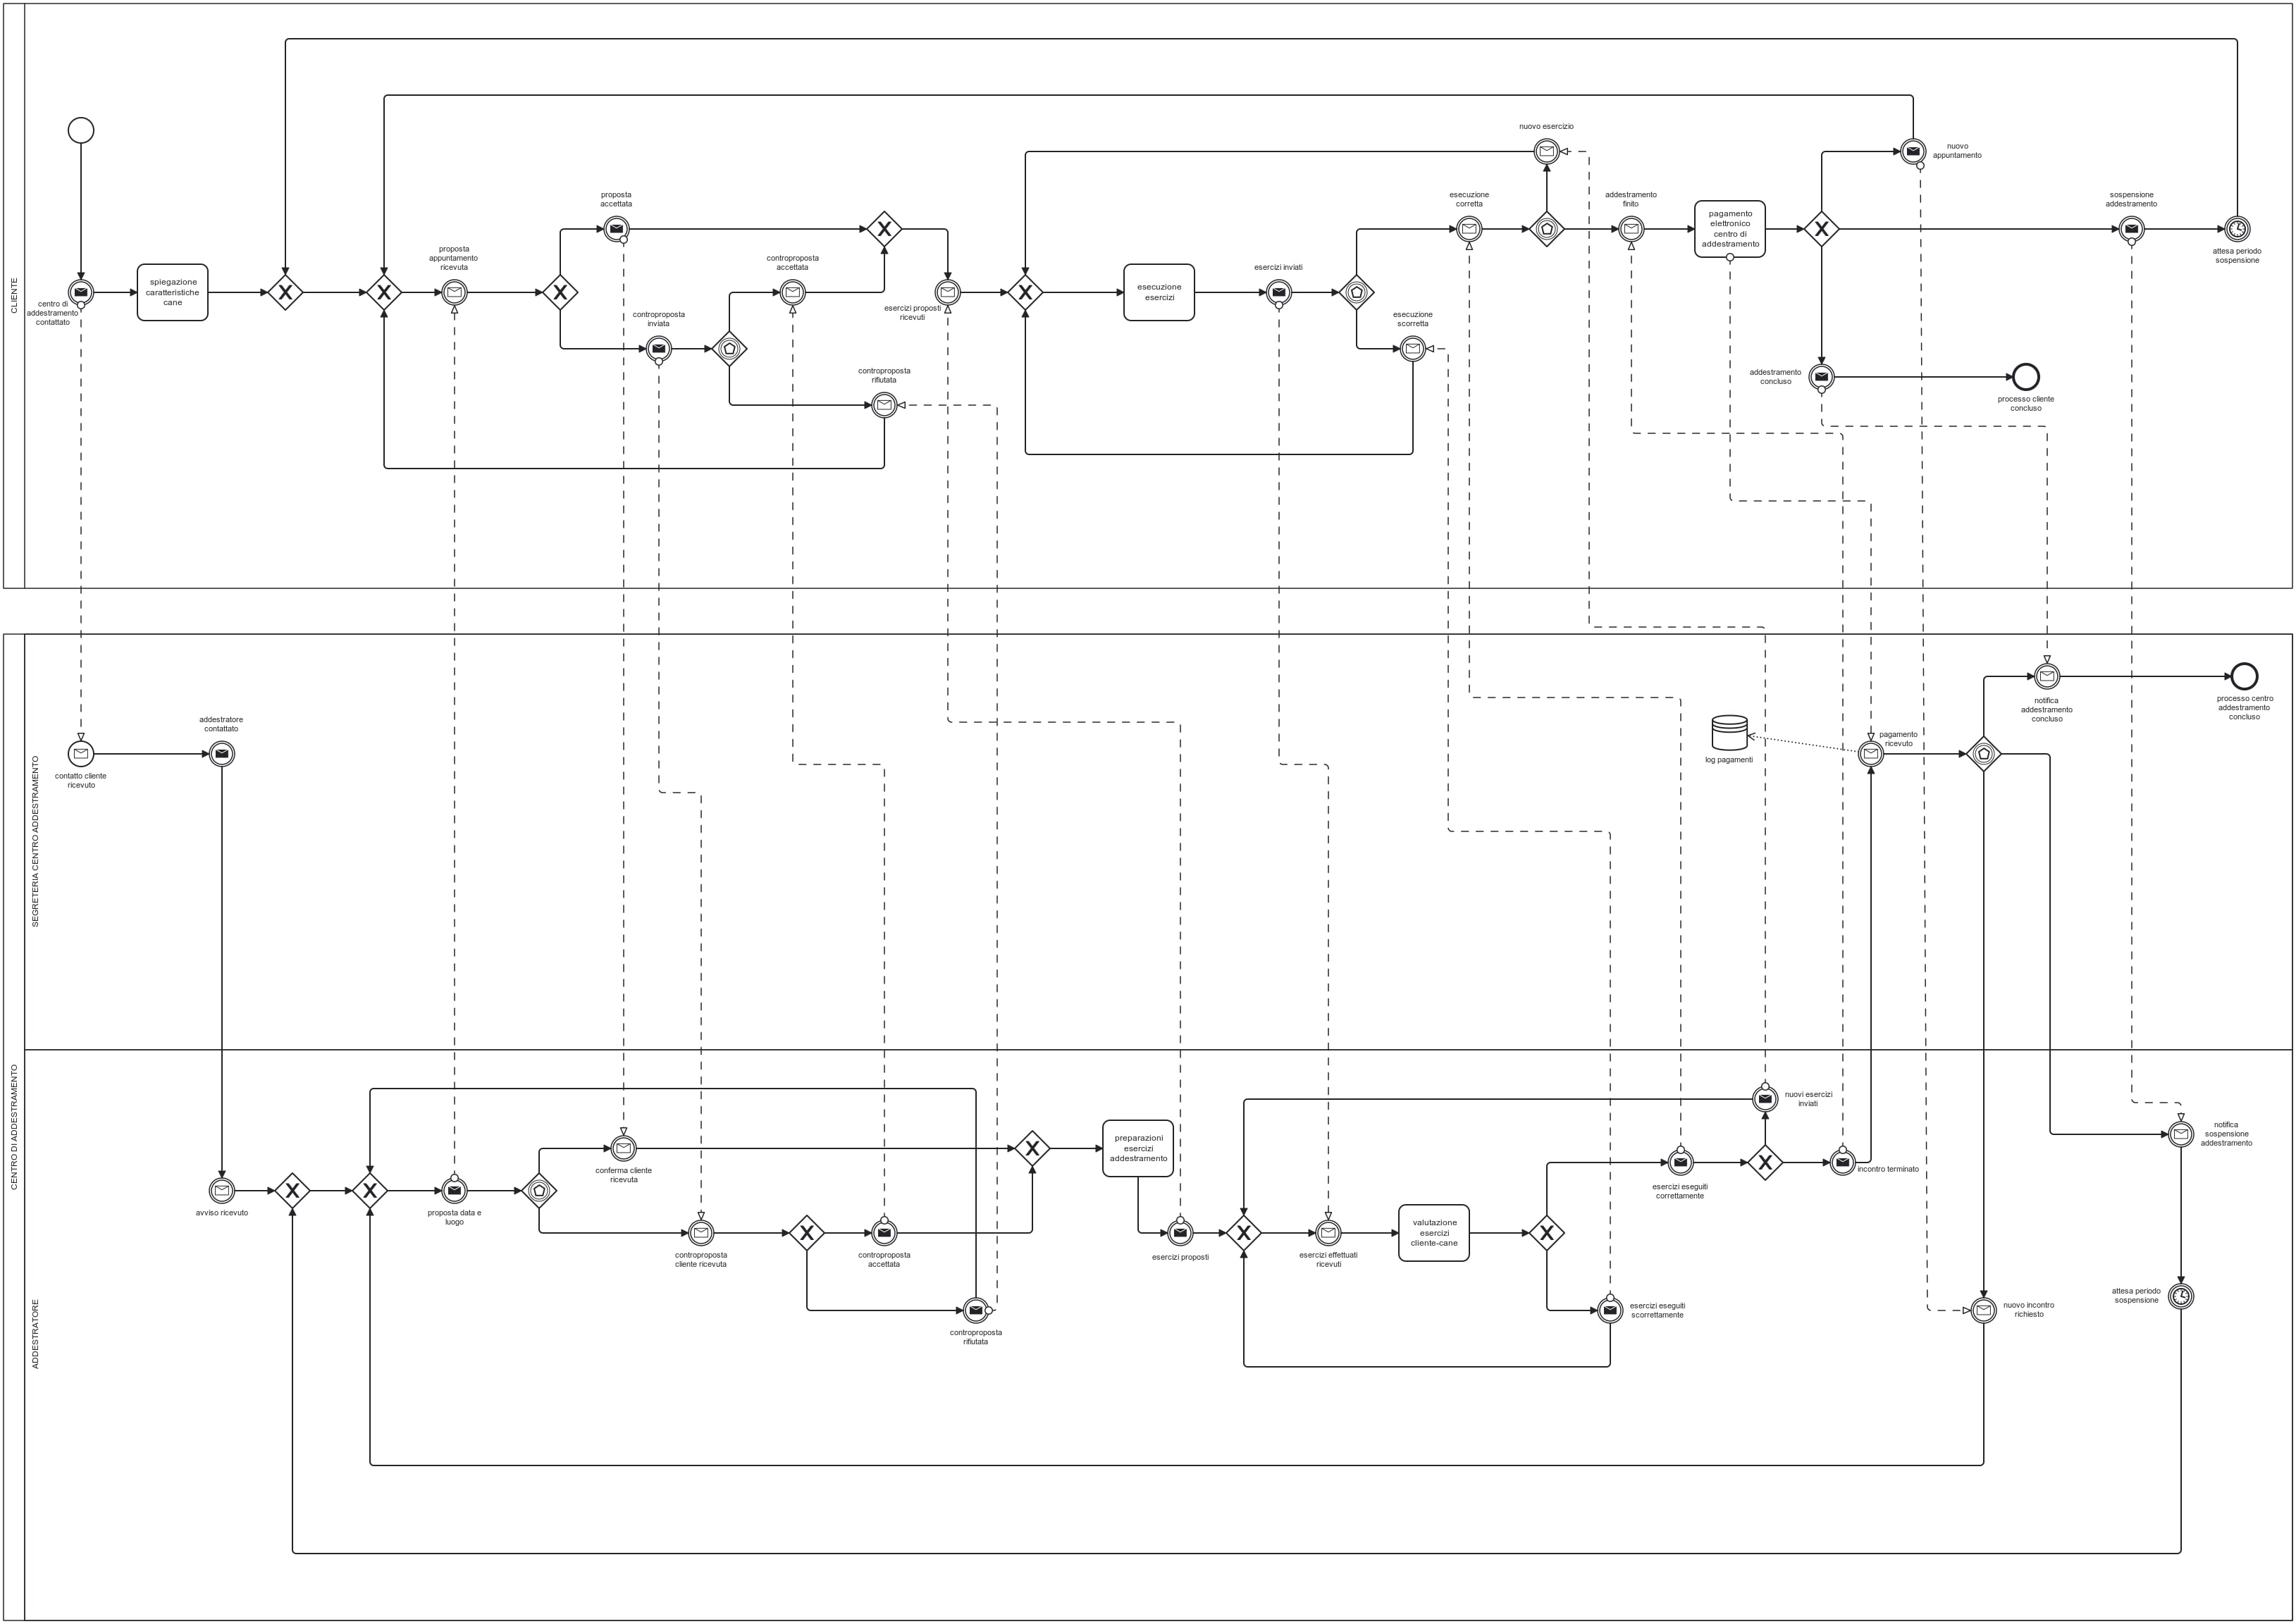 CLIENTE
centro di
addestramento
contattato
spiegazione
caratteristiche
cane
proposta
appuntamento
ricevuta
proposta
accettata
controproposta
inviata
controproposta
accettata
controproposta
rifiutata
esercizi proposti
ricevuti
esecuzione
esercizi
esercizi inviati
esecuzione
corretta
esecuzione
scorretta
nuovo esercizio
addestramento
finito
pagamento
elettronico
centro di
addestramento
nuovo
appuntamento
addestramento
concluso
processo cliente
concluso
sospensione
addestramento
attesa periodo
sospensione
CENTRO DI ADDESTRAMENTO
SEGRETERIA CENTRO ADDESTRAMENTO
contatto cliente
ricevuto
addestratore
contattato
log pagamenti
pagamento
ricevuto
notifica
addestramento
concluso
processo centro
addestramento
concluso
ADDESTRATORE
avviso ricevuto
proposta data e
luogo
conferma cliente
ricevuta
controproposta
cliente ricevuta
controproposta
accettata
controproposta
rifiutata
preparazioni
esercizi
addestramento
esercizi proposti
esercizi effettuati
ricevuti
valutazione
esercizi
cliente-cane
esercizi eseguiti
correttamente
esercizi eseguiti
scorrettamente
nuovi esercizi
inviati
incontro terminato
nuovo incontro
richiesto
notifica
sospensione
addestramento
attesa periodo
sospensione